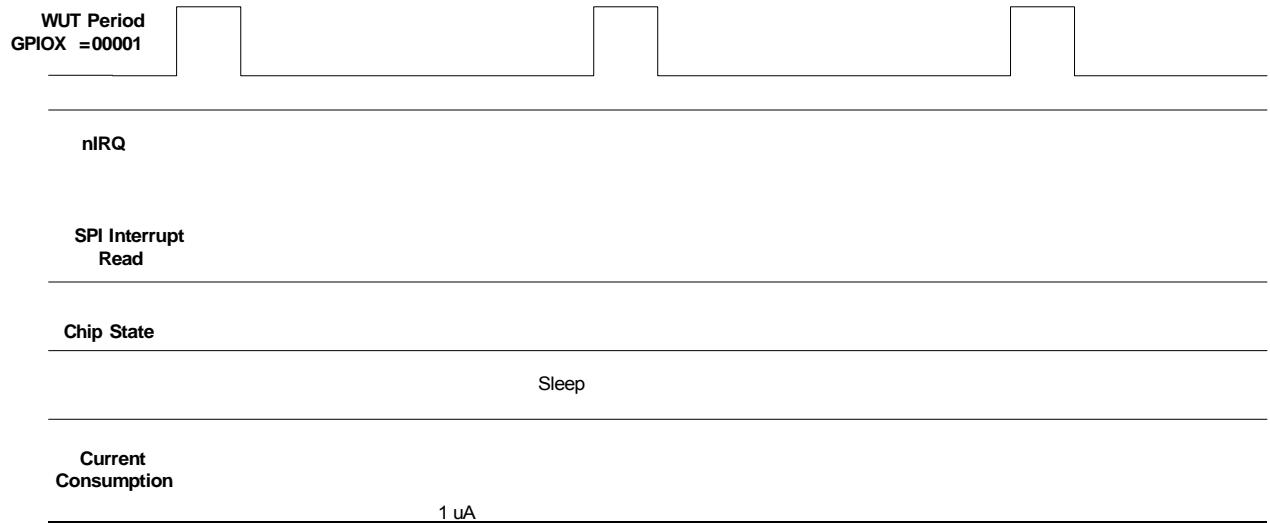 WUT Period
GPIOX =00001
nIRQ
SPI Interrupt
Read
Chip State
Sleep
Current
Consumption
1 uA